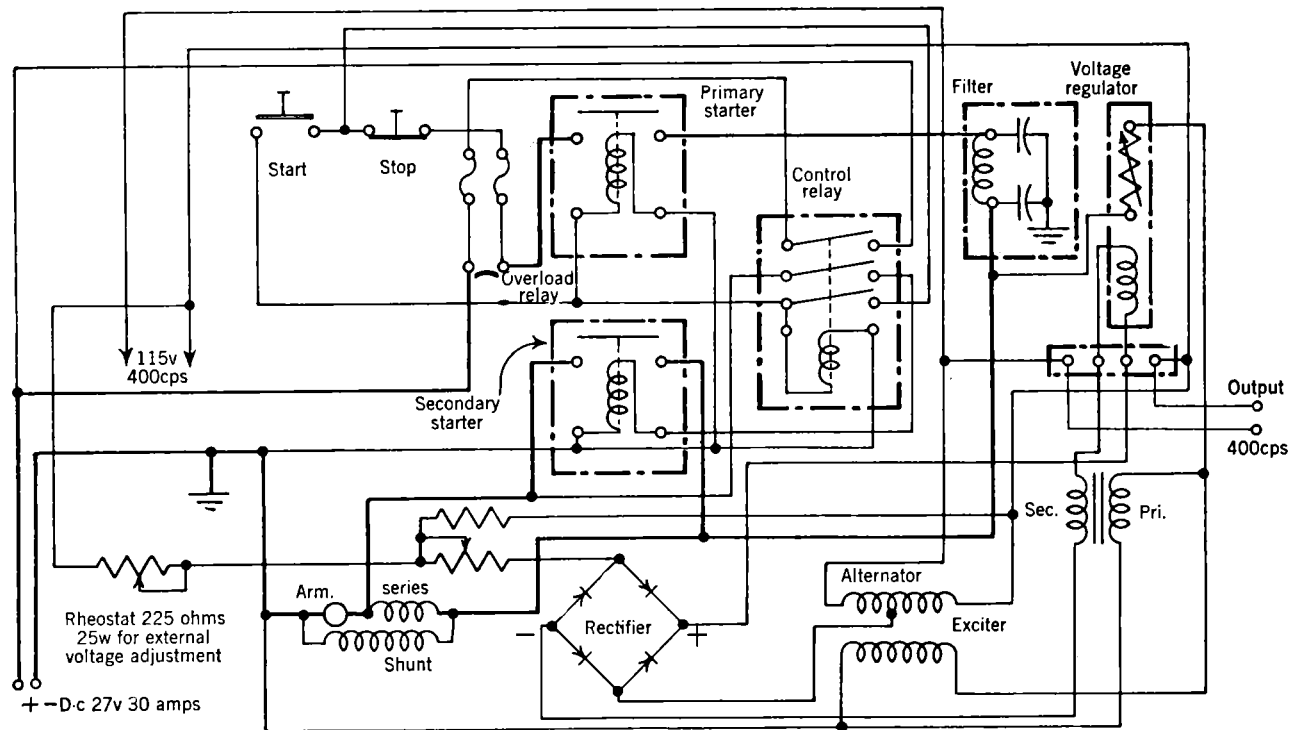 Primary
starter
Filter
Voltage
regulator
Start
Stop
Control
relay
Overload
relay
115v
400cps
Secondary
starter
Output
400cps
Sec.
Pri.
Arm.
series
Alternator
Rheostat 225 ohms
25w for external
voltage adjustment
Shunt
- Rectifier +
Exciter
+ - D-c 27v 30 amps